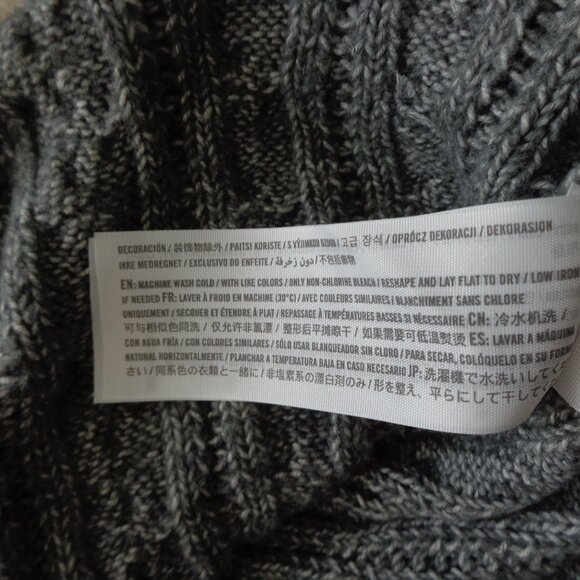 DECORACIÓN / 装饰物除外 / PAITSI KORISTE / S VÝJIMKOU OZDOB / 고급 장식 / OPRÓCZ DEKORACJI / DEKORASJON
IKKE MEDREGNET / EXCLUSIVO DO ENFEITE / دون زخرفة / 不包括飾物
EN: MACHINE WASH COLD / WITH LIKE COLORS / ONLY NON-CHLORINE BLEACH / RESHAPE AND LAY FLAT TO DRY / LOW IRON
IF NEEDED FR: LAVER À FROID EN MACHINE (30°C) / AVEC COULEURS SIMILAIRES / BLANCHIMENT SANS CHLORE
UNIQUEMENT / SECOUER ET ÉTENDRE À PLAT / REPASSAGE À TEMPÉRATURES BASSES SI NÉCESSAIRE CN: 冷水机洗 /
可与相似色同洗 / 仅允许非氯漂 / 整形后平摊晾干 / 如果需要可低温熨烫 ES: LAVAR A MÁQUINA
CON AGUA FRÍA / CON COLORES SIMILARES / SÓLO USAR BLANQUEADOR SIN CLORO / PARA SECAR, COLÓQUELO EN SU FORMA
NATURAL HORIZONTALMENTE / PLANCHAR A TEMPERATURA BAJA EN CASO NECESARIO JP: 洗濯機で水洗いしてく
さい / 同系色の衣類と一緒に / 非塩素系の漂白剤のみ / 形を整え、平らにして干して